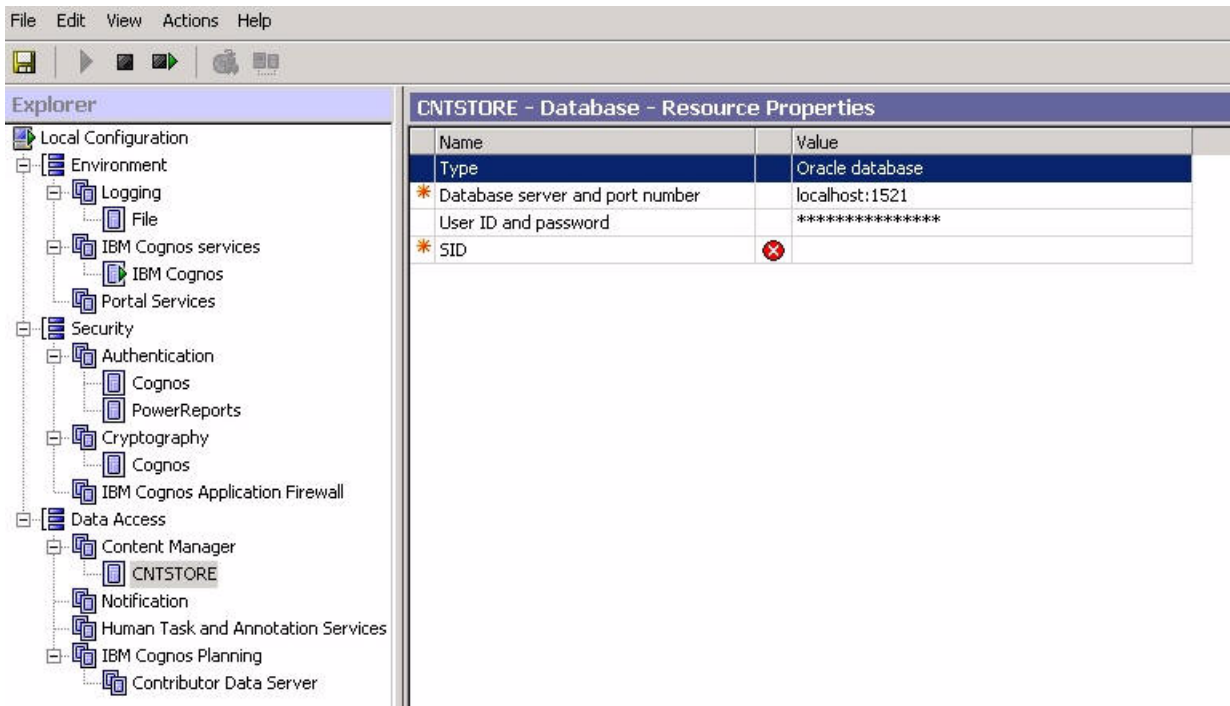 File Edit View Actions Help
Explorer
Local Configuration
Environment
Logging
File
IBM Cognos services
IBM Cognos
Portal Services
Security
Authentication
Cognos
PowerReports
Cryptography
Cognos
IBM Cognos Application Firewall
Data Access
Content Manager
CNTSTORE
Notification
Human Task and Annotation Services
IBM Cognos Planning
Contributor Data Server
CNTSTORE - Database - Resource Properties
Name Value
Type Oracle database
* Database server and port number localhost:1521
User ID and password ***************
* SID